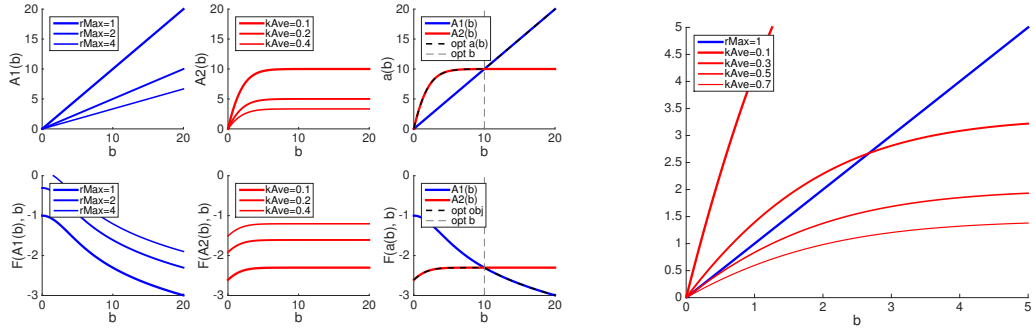 20
15
10
5
0
A1(b)
rMax=1
rMax=2
rMax=4
0
10
20
b
20
15
10
5
0
A2(b)
kAve=0.1
kAve=0.2
kAve=0.4
0
10
20
b
20
15
10
5
0
a(b)
A1(b)
A2(b)
opt a(b)
opt b
0
10
20
b
0
-1
-2
-3
F(A1(b), b)
rMax=1
rMax=2
rMax=4
0
10
20
b
0
-1
-2
-3
F(A2(b), b)
kAve=0.1
kAve=0.2
kAve=0.4
0
10
20
b
0
-1
-2
-3
F(a(b), b)
A1(b)
A2(b)
opt obj
opt b
0
10
20
b
5
4.5
4
3.5
3
2.5
2
1.5
1
0.5
0
rMax=1
kAve=0.1
kAve=0.3
kAve=0.5
kAve=0.7
0
1
2
3
4
5
b